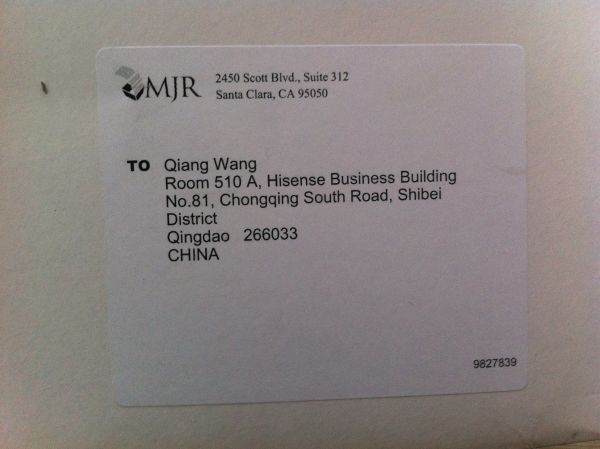 MJR
2450 Scott Blvd., Suite 312
Santa Clara, CA 95050
TO Qiang Wang
Room 510 A, Hisense Business Building
No.81, Chongqing South Road, Shibei
District
Qingdao 266033
CHINA
9827839